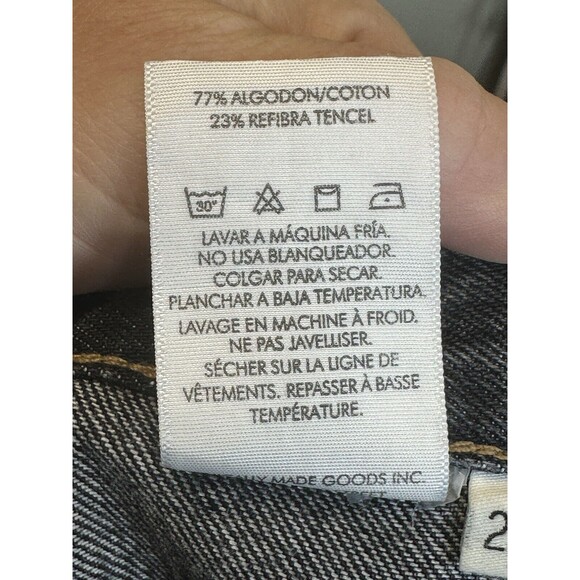 77% ALGODON/COTON
23% REFIBRA TENCEL
30°
LAVAR A MÁQUINA FRÍA.
NO USA BLANQUEADOR.
COLGAR PARA SECAR.
PLANCHAR A BAJA TEMPERATURA.
LAVAGE EN MACHINE À FROID.
NE PAS JAVELLISER.
SÉCHER SUR LA LIGNE DE
VÊTEMENTS. REPASSER À BASSE
TEMPÉRATURE.
MADE GOODS INC.
2